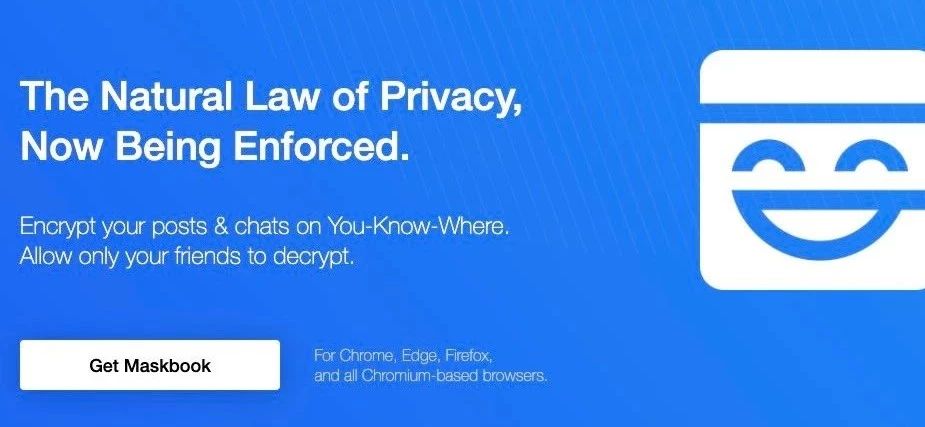 The Natural Law of Privacy,
Now Being Enforced.
Encrypt your posts & chats on You-Know-Where.
Allow only your friends to decrypt.
Get Maskbook
For Chrome, Edge, Firefox,
and all Chromium-based browsers.